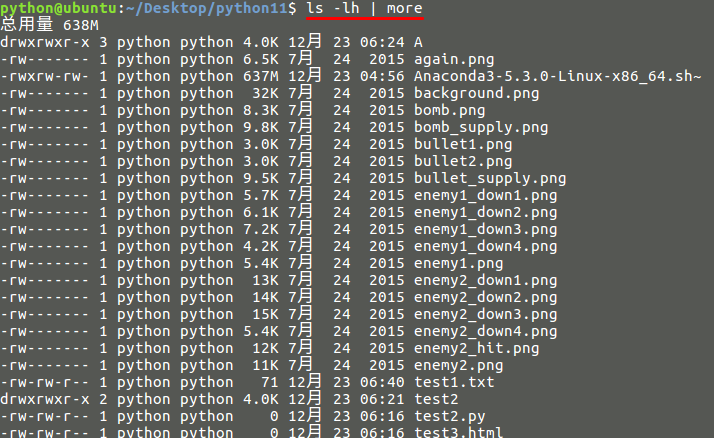 python@ubuntu:~/Desktop/python11$ ls -lh | more
总用量 638M
drwxrwxr-x 3 python python 4.0K 12月 23 06:24 A
-rw------- 1 python python 6.5K 7月  24  2015 again.png
-rwxrw-rw- 1 python python 637M 12月 23 04:56 Anaconda3-5.3.0-Linux-x86_64.sh~
-rw------- 1 python python  32K 7月  24  2015 background.png
-rw------- 1 python python 8.3K 7月  24  2015 bomb.png
-rw------- 1 python python 9.8K 7月  24  2015 bomb_supply.png
-rw------- 1 python python 3.0K 7月  24  2015 bullet1.png
-rw------- 1 python python 3.0K 7月  24  2015 bullet2.png
-rw------- 1 python python 9.5K 7月  24  2015 bullet_supply.png
-rw------- 1 python python 5.7K 7月  24  2015 enemy1_down1.png
-rw------- 1 python python 6.1K 7月  24  2015 enemy1_down2.png
-rw------- 1 python python 7.2K 7月  24  2015 enemy1_down3.png
-rw------- 1 python python 4.2K 7月  24  2015 enemy1_down4.png
-rw------- 1 python python 5.4K 7月  24  2015 enemy1.png
-rw------- 1 python python  13K 7月  24  2015 enemy2_down1.png
-rw------- 1 python python  14K 7月  24  2015 enemy2_down2.png
-rw------- 1 python python  15K 7月  24  2015 enemy2_down3.png
-rw------- 1 python python 5.4K 7月  24  2015 enemy2_down4.png
-rw------- 1 python python  12K 7月  24  2015 enemy2_hit.png
-rw------- 1 python python  11K 7月  24  2015 enemy2.png
-rw-rw-r-- 1 python python   71 12月 23 06:40 test1.txt
drwxrwxr-x 2 python python 4.0K 12月 23 06:21 test2
-rw-rw-r-- 1 python python    0 12月 23 06:16 test2.py
-rw-rw-r-- 1 python python    0 12月 23 06:16 test3.html